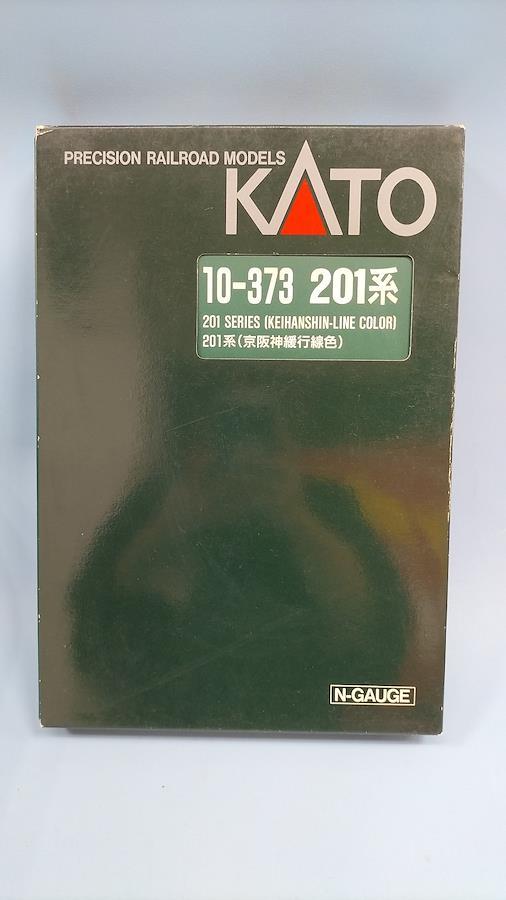 PRECISION RAILROAD MODELS
KATO
10-373 201系
201 SERIES (KEIHANSHIN-LINE COLOR)
201系(京阪神緩行線色)
N-GAUGE